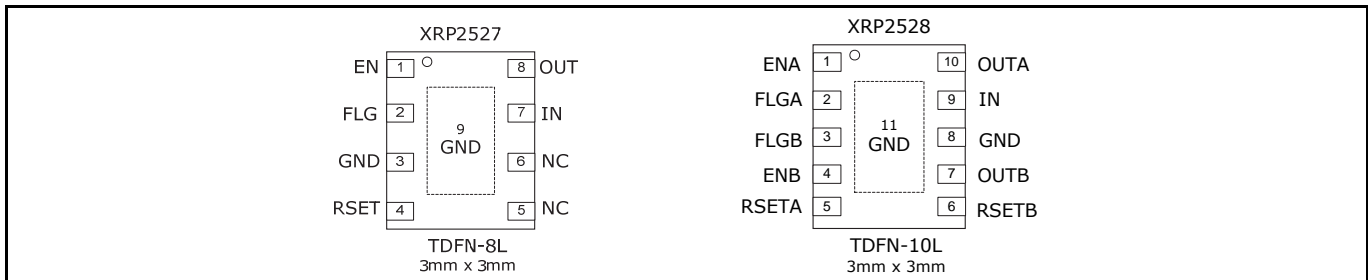 XRP2527
EN 1 8 OUT
FLG 2 7 IN
9
GND
GND 3 6 NC
RSET 4 5 NC
TDFN-8L
3mm x 3mm
XRP2528
ENA 1 10 OUTA
FLGA 2 9 IN
11
GND
FLGB 3 8 GND
ENB 4 7 OUTB
RSETA 5 6 RSETB
TDFN-10L
3mm x 3mm